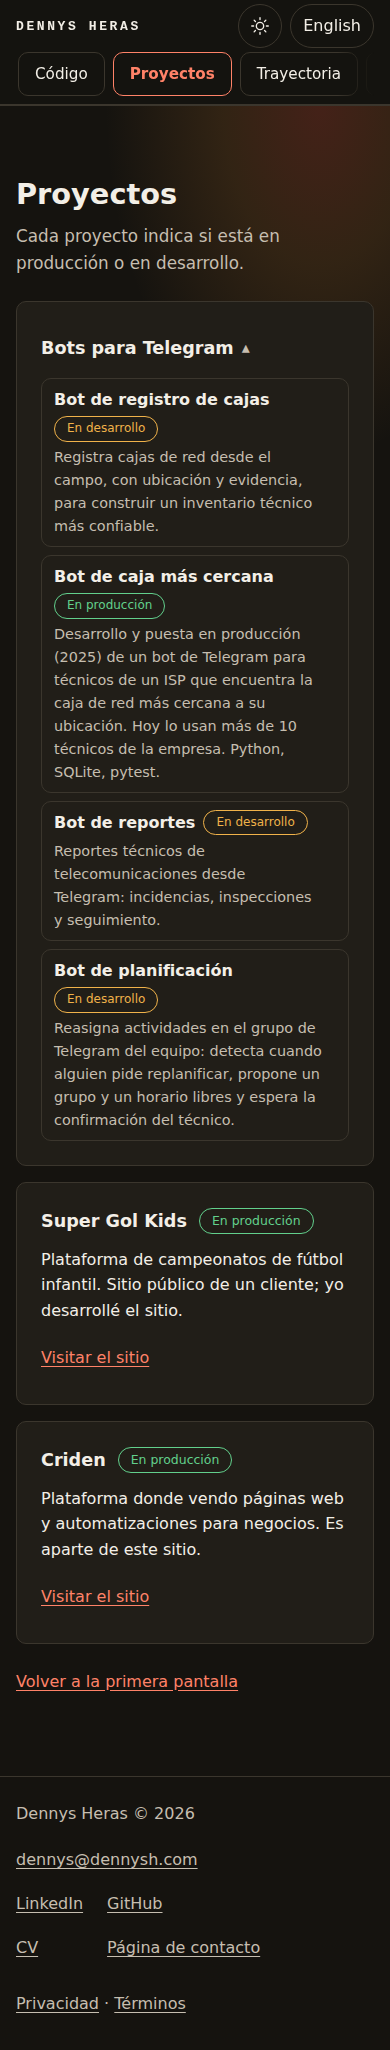 DENNYS HERAS
English
Código
Proyectos
Trayectoria
Proyectos
Cada proyecto indica si está en
producción o en desarrollo.
Bots para Telegram ▲
Bot de registro de cajas
En desarrollo
Registra cajas de red desde el
campo, con ubicación y evidencia,
para construir un inventario técnico
más confiable.
Bot de caja más cercana
En producción
Desarrollo y puesta en producción
(2025) de un bot de Telegram para
técnicos de un ISP que encuentra la
caja de red más cercana a su
ubicación. Hoy lo usan más de 10
técnicos de la empresa. Python,
SQLite, pytest.
Bot de reportes En desarrollo
Reportes técnicos de
telecomunicaciones desde
Telegram: incidencias, inspecciones
y seguimiento.
Bot de planificación
En desarrollo
Reasigna actividades en el grupo de
Telegram del equipo: detecta cuando
alguien pide replanificar, propone un
grupo y un horario libres y espera la
confirmación del técnico.
Super Gol Kids En producción
Plataforma de campeonatos de fútbol
infantil. Sitio público de un cliente; yo
desarrollé el sitio.
Visitar el sitio
Criden En producción
Plataforma donde vendo páginas web
y automatizaciones para negocios. Es
aparte de este sitio.
Visitar el sitio
Volver a la primera pantalla
Dennys Heras © 2026
dennys@dennysh.com
LinkedIn GitHub
CV Página de contacto
Privacidad · Términos